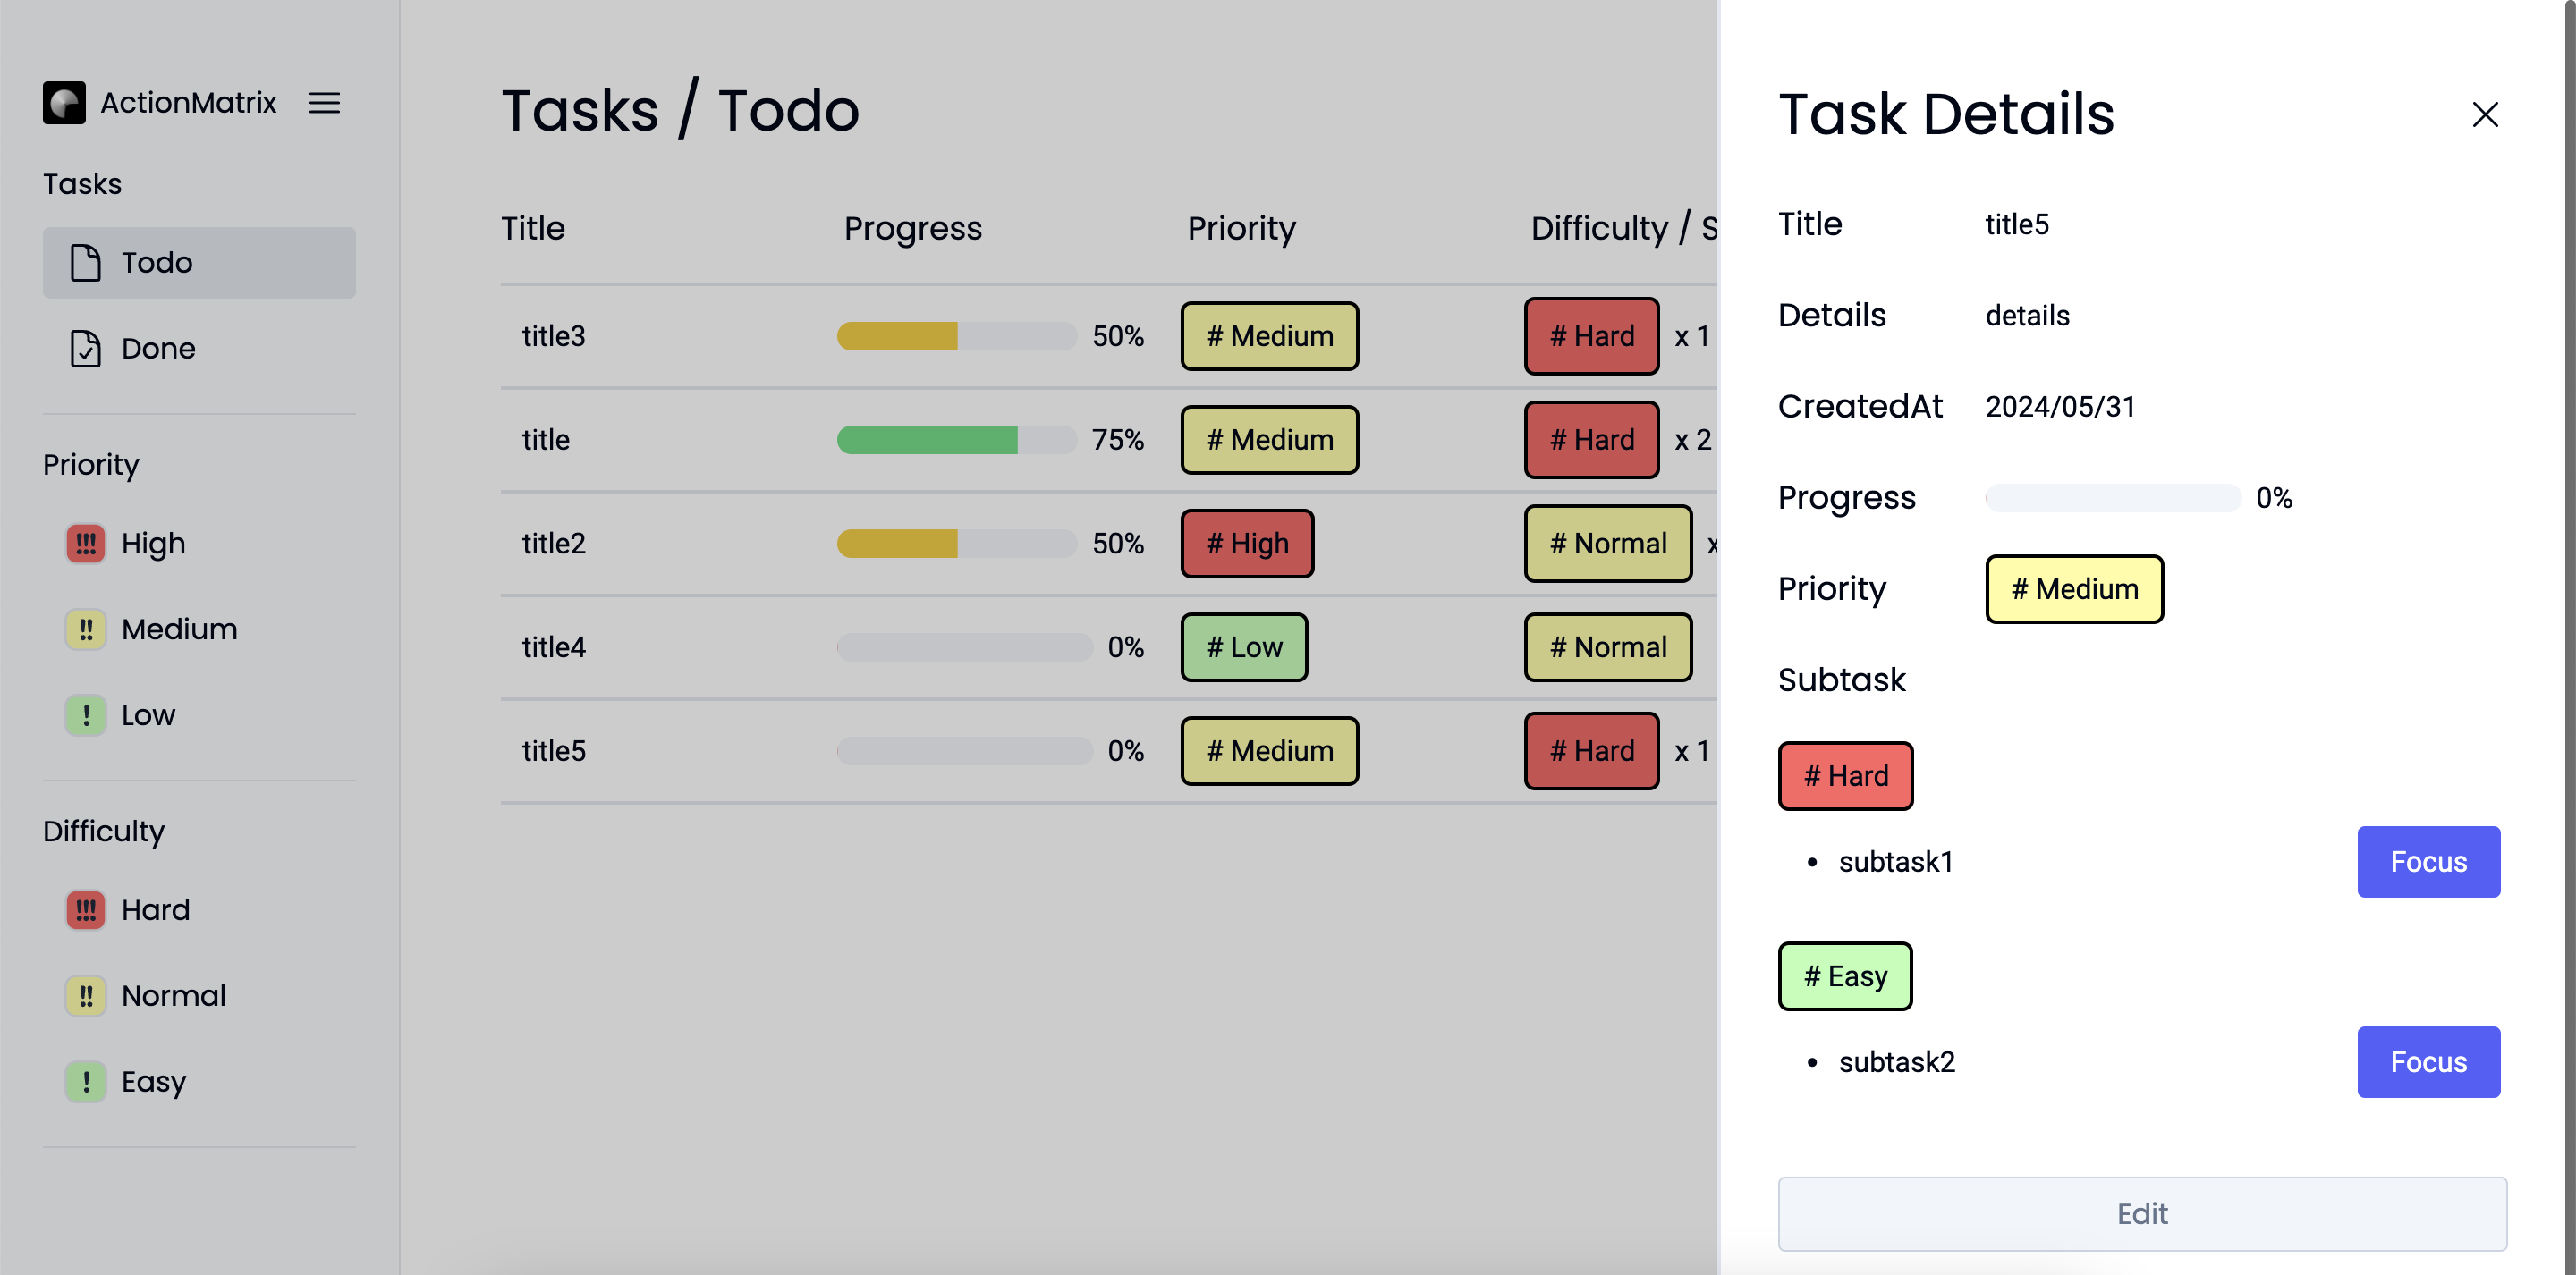 ActionMatrix
Tasks
Todo
Done
Priority
!!! High
!! Medium
! Low
Difficulty
!!! Hard
!! Normal
! Easy
Tasks / Todo
Title Progress Priority Difficulty / S
title3 50% # Medium # Hard x 1
title 75% # Medium # Hard x 2
title2 50% # High # Normal x
title4 0% # Low # Normal
title5 0% # Medium # Hard x 1
Task Details
Title title5
Details details
CreatedAt 2024/05/31
Progress 0%
Priority # Medium
Subtask
# Hard
• subtask1 Focus
# Easy
• subtask2 Focus
Edit